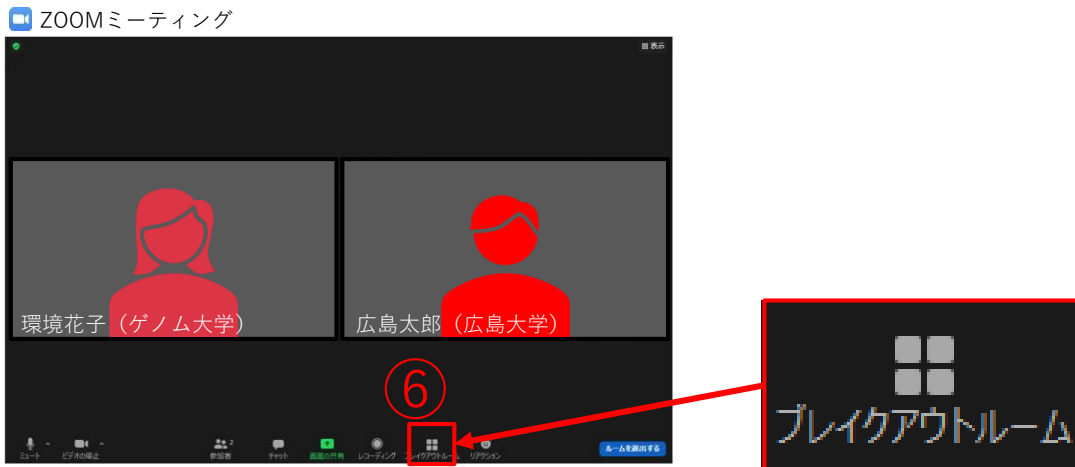 ZOOMミーティング
表示
環境花子（ゲノム大学）
広島太郎（広島大学）
⑥
ミュート
ビデオの停止
2
参加者
チャット
画面の共有
レコーディング
ブレイクアウトルーム
リアクション
ルームを退出する
ブレイクアウトルーム